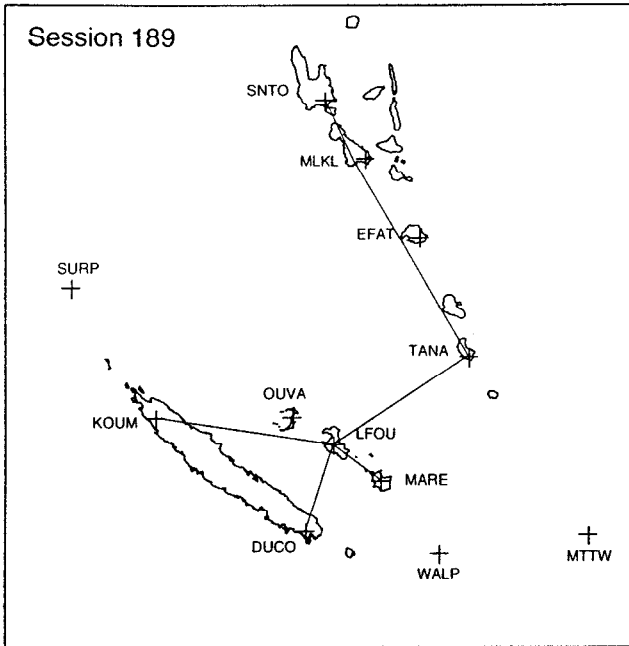 Session 189
SNTO
MLKL
EFAT
SURP
TANA
OUVA
KOUM
LFOU
MARE
DUCO
WALP
MTTW